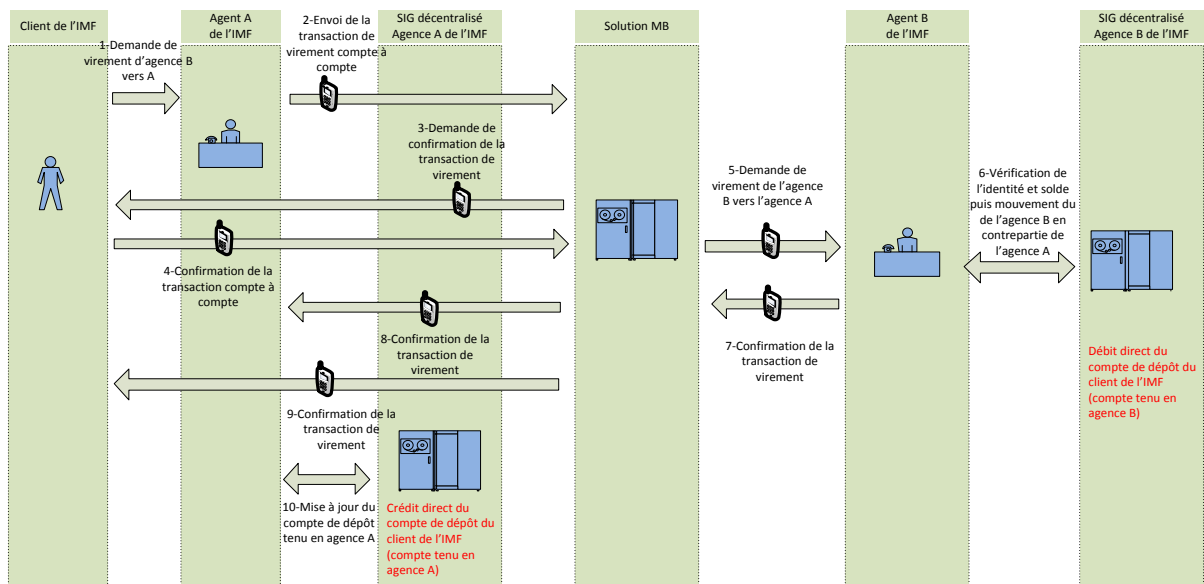 Client de l’IMF
Agent A
de l’IMF
SIG décentralisé
Agence A de l’IMF
Solution MB
Agent B
de l’IMF
SIG décentralisé
Agence B de l’IMF
1-Demande de
virement d’agence B
vers A
2-Envoi de la
transaction de
virement compte à
compte
3-Demande de
confirmation de la
transaction de
virement
4-Confirmation de la
transaction compte à
compte
5-Demande de
virement de l’agence
B vers l’agence A
6-Vérification de
l’identité et solde
puis mouvement du
de l’agence B en
contrepartie de
l’agence A
7-Confirmation de la
transaction de
virement
8-Confirmation de la
transaction de
virement
9-Confirmation de la
transaction de
virement
10-Mise à jour du
compte de dépôt
tenu en agence A
Crédit direct du
compte de dépôt du
client de l’IMF
(compte tenu en
agence A)
Débit direct du
compte de dépôt du
client de l’IMF
(compte tenu en
agence B)